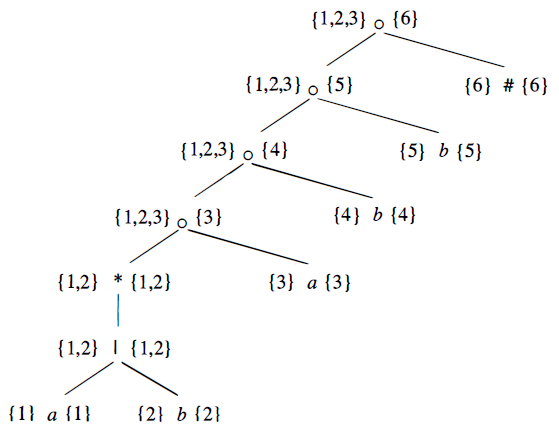 {1,2,3} ○ {6}
{1,2,3} ○ {5} {6} # {6}
{1,2,3} ○ {4} {5} b {5}
{1,2,3} ○ {3} {4} b {4}
{1,2} * {1,2} {3} a {3}
{1,2} | {1,2}
{1} a {1} {2} b {2}